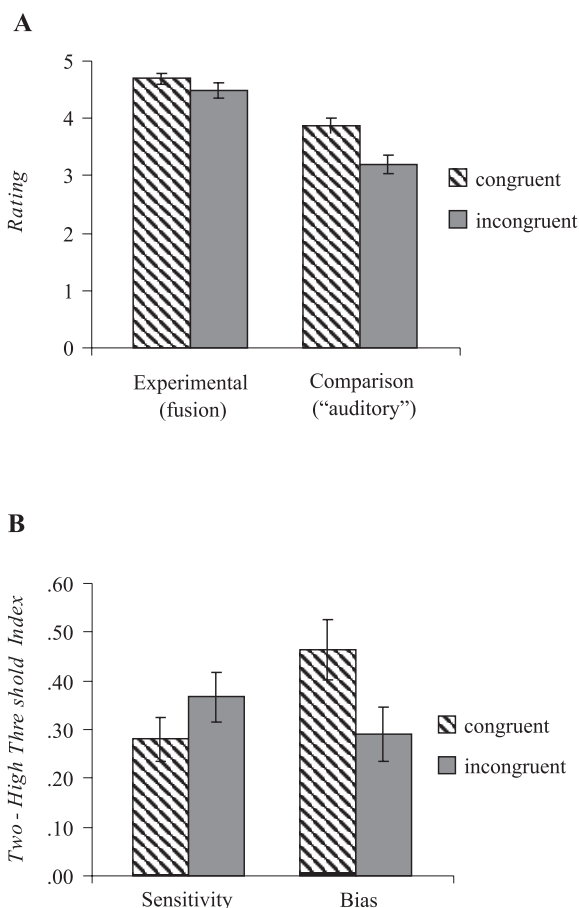 A
5
4
3
2
1
0
Rating
congruent
incongruent
Experimental
(fusion)
Comparison
(“auditory”)
B
.60
.50
.40
.30
.20
.10
.00
Two - High Thre shold Index
congruent
incongruent
Sensitivity
Bias